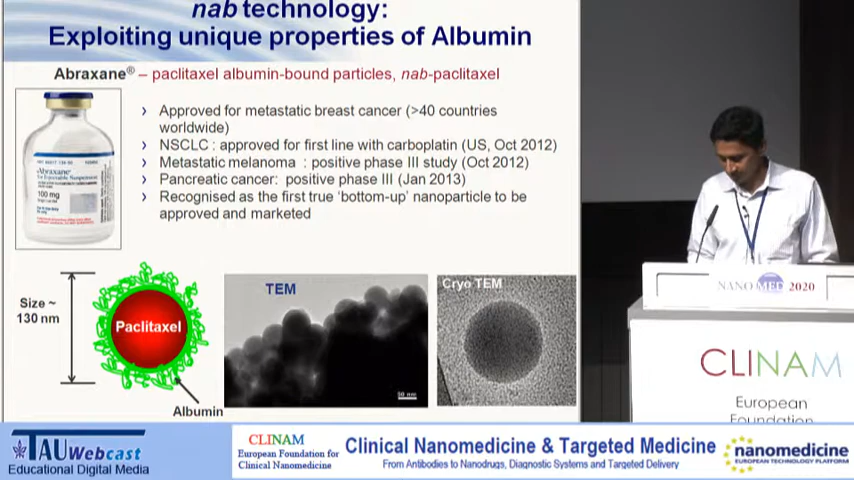 nab technology:
Exploiting unique properties of Albumin
Abraxane® – paclitaxel albumin-bound particles, nab-paclitaxel
› Approved for metastatic breast cancer (>40 countries
worldwide)
› NSCLC : approved for first line with carboplatin (US, Oct 2012)
› Metastatic melanoma : positive phase III study (Oct 2012)
› Pancreatic cancer: positive phase III (Jan 2013)
› Recognised as the first true ‘bottom-up’ nanoparticle to be
approved and marketed
Abraxane
100 mg
Size ~
130 nm
Paclitaxel
Albumin
TEM
50 nm
Cryo TEM
NANOMED 2020
CLINAM
European
Foundation
TAU Webcast
Educational Digital Media
CLINAM
European Foundation for
Clinical Nanomedicine
Clinical Nanomedicine & Targeted Medicine
From Antibodies to Nanodrugs, Diagnostic Systems and Targeted Delivery
nanomedicine
EUROPEAN TECHNOLOGY PLATFORM